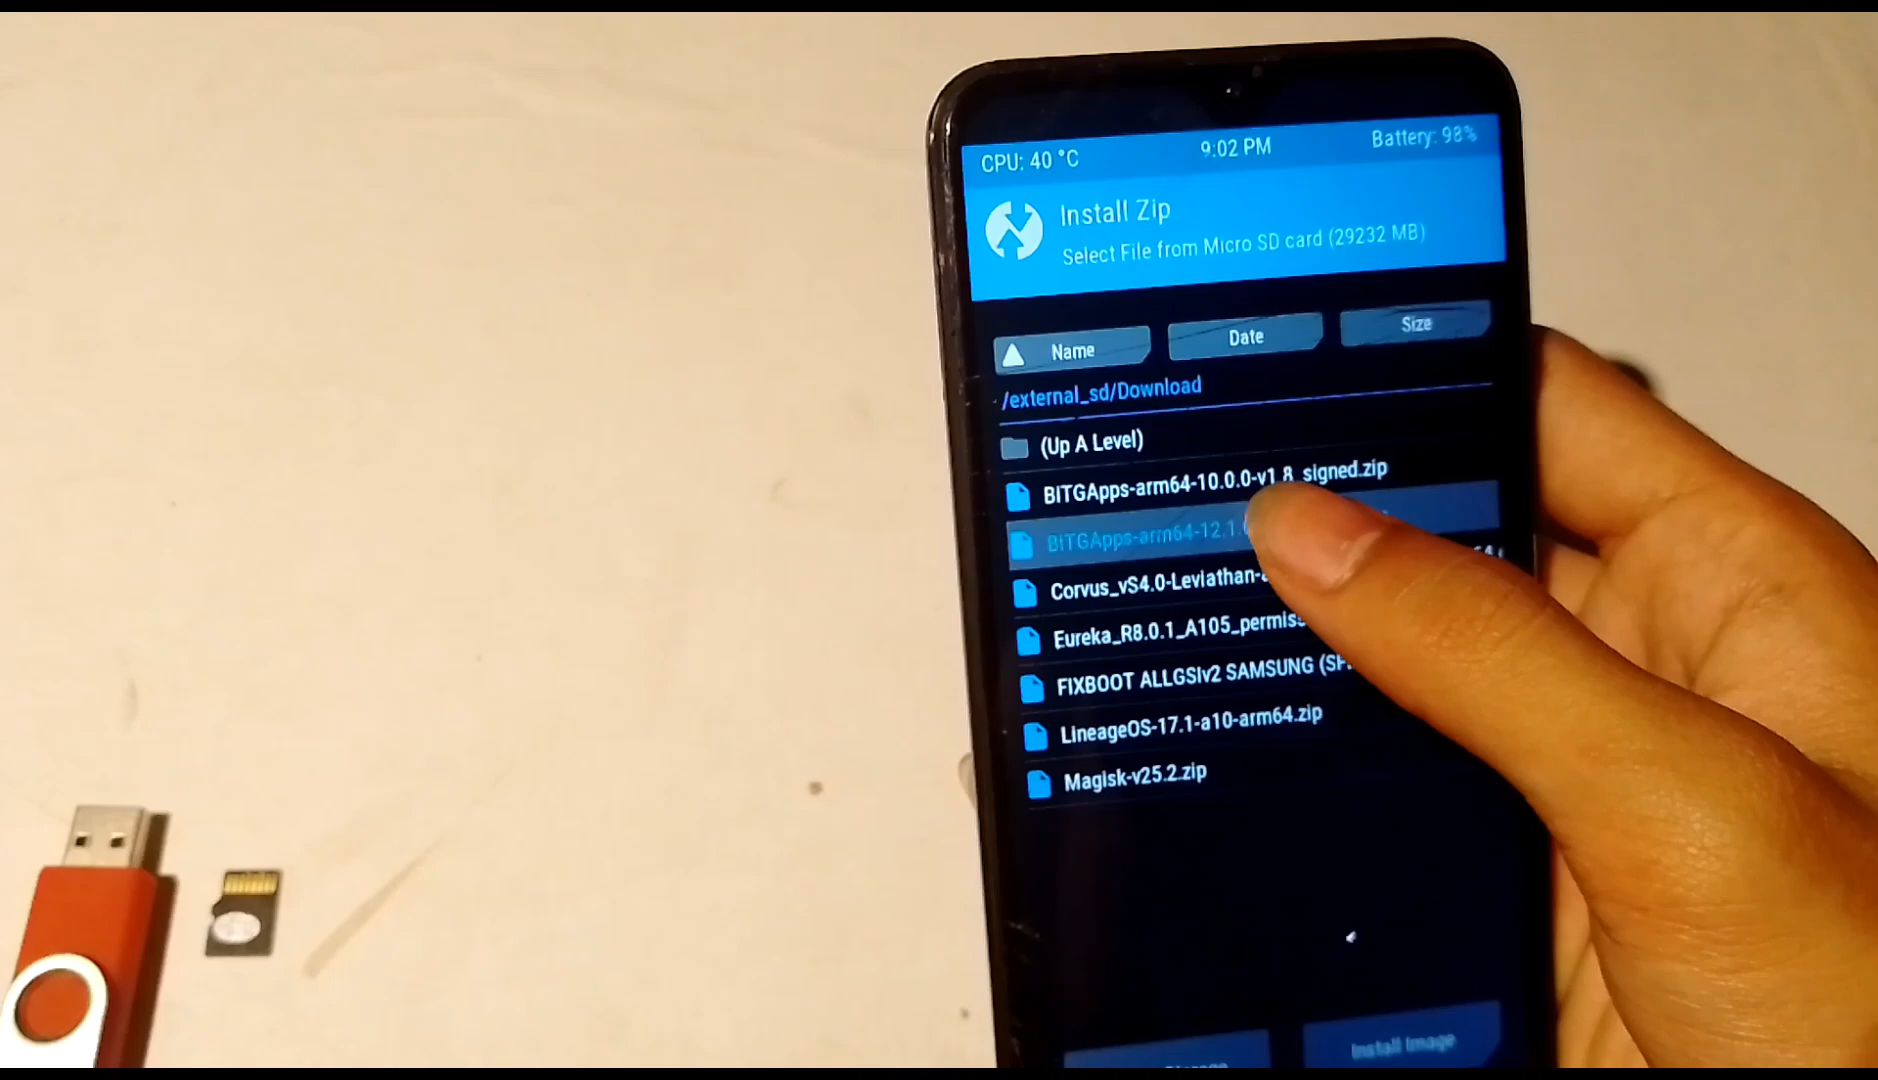 CPU: 40 °C 9:02 PM Battery: 98%
Install Zip
Select File from Micro SD card (29232 MB)
Name Date Size
/external_sd/Download
(Up A Level)
BiTGApps-arm64-10.0.0-v1.8_signed.zip
BiTGApps-arm64-12.1.
Corvus_vS4.0-Leviathan-
Eureka_R8.0.1_A105_permiss
FIXBOOT ALLGSIv2 SAMSUNG
LineageOS-17.1-a10-arm64.zip
Magisk-v25.2.zip
Install Image